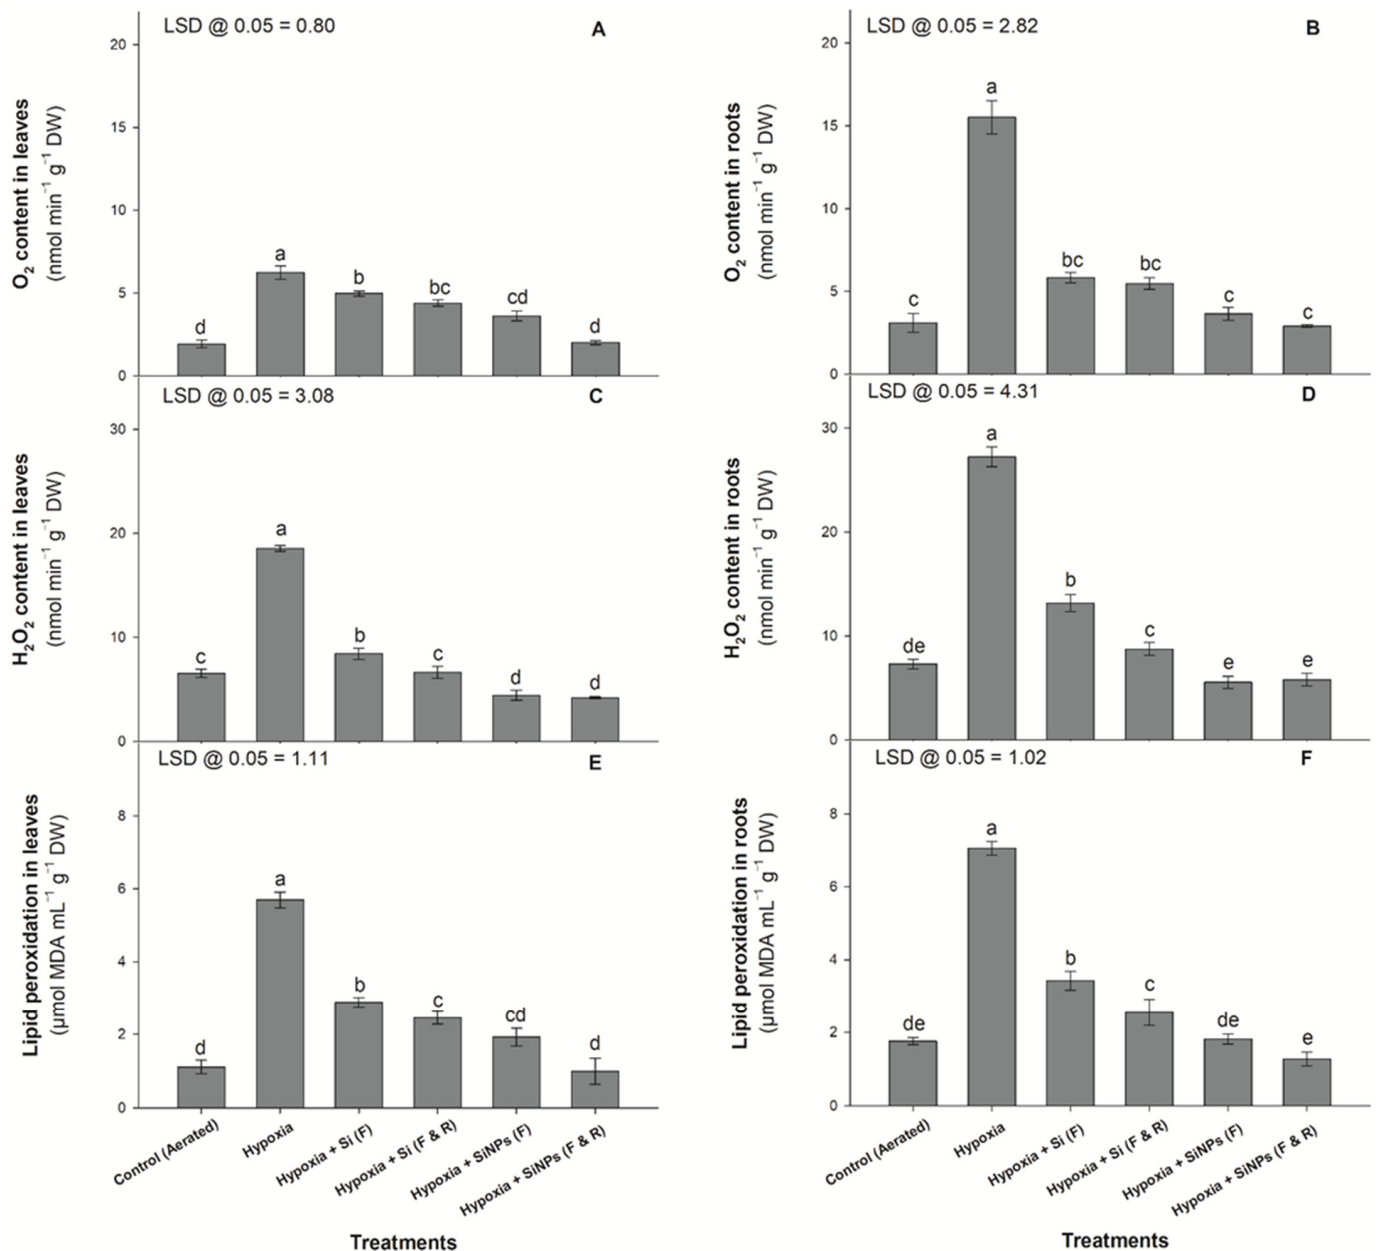 LSD @ 0.05 = 0.80
A
O₂ content in leaves
(nmol min⁻¹ g⁻¹ DW)
20
15
10
5
0
d
a
b
bc
cd
d
LSD @ 0.05 = 2.82
B
O₂ content in roots
(nmol min⁻¹ g⁻¹ DW)
20
15
10
5
0
c
a
bc
bc
c
c
LSD @ 0.05 = 3.08
C
H₂O₂ content in leaves
(nmol min⁻¹ g⁻¹ DW)
30
20
10
0
c
a
b
c
d
d
LSD @ 0.05 = 4.31
D
H₂O₂ content in roots
(nmol min⁻¹ g⁻¹ DW)
30
20
10
0
de
a
b
c
e
e
LSD @ 0.05 = 1.11
E
Lipid peroxidation in leaves
(µmol MDA mL⁻¹ g⁻¹ DW)
8
6
4
2
0
d
a
b
c
cd
d
Control (Aerated)
Hypoxia
Hypoxia + Si (F)
Hypoxia + Si (F & R)
Hypoxia + SiNPs (F)
Hypoxia + SiNPs (F & R)
Treatments
LSD @ 0.05 = 1.02
F
Lipid peroxidation in roots
(µmol MDA mL⁻¹ g⁻¹ DW)
8
6
4
2
0
de
a
b
c
de
e
Control (Aerated)
Hypoxia
Hypoxia + Si (F)
Hypoxia + Si (F & R)
Hypoxia + SiNPs (F)
Hypoxia + SiNPs (F & R)
Treatments